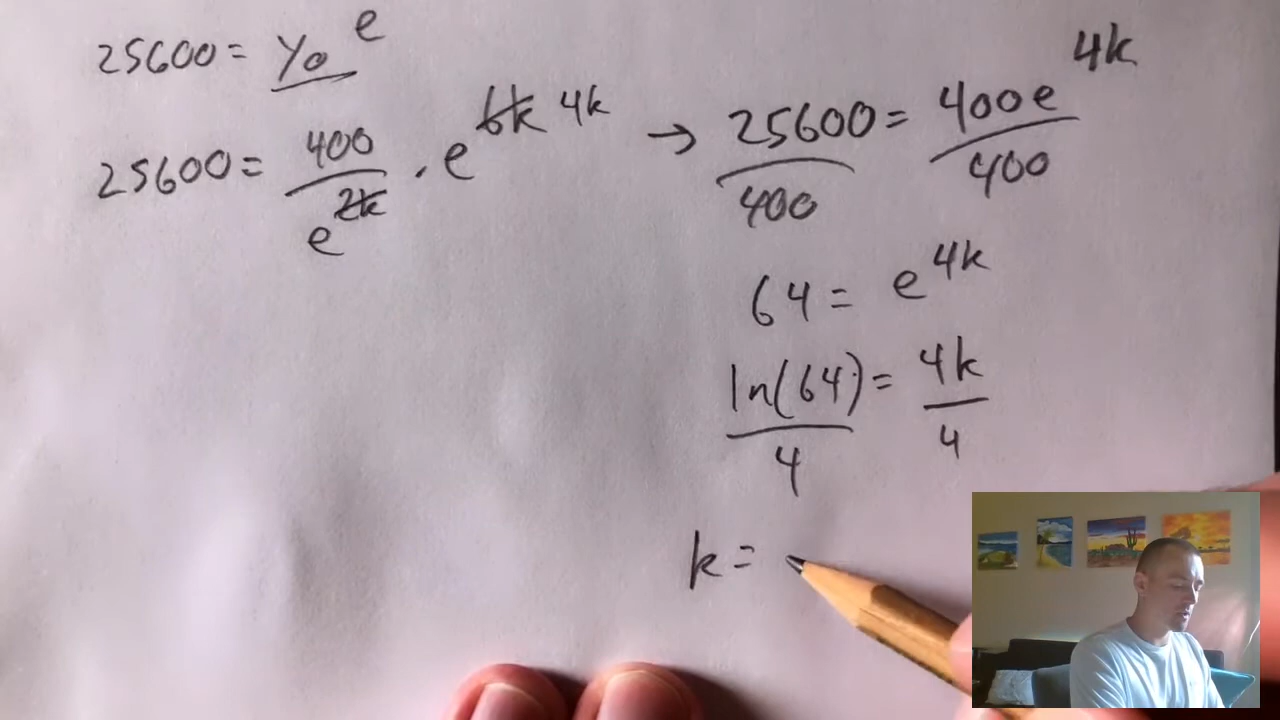 25600 = y₀ e
25600 = 400/e^2k · e^6k 4k → 25600/400 = 400e^4k/400
64 = e^4k
ln(64)/4 = 4k/4
k =